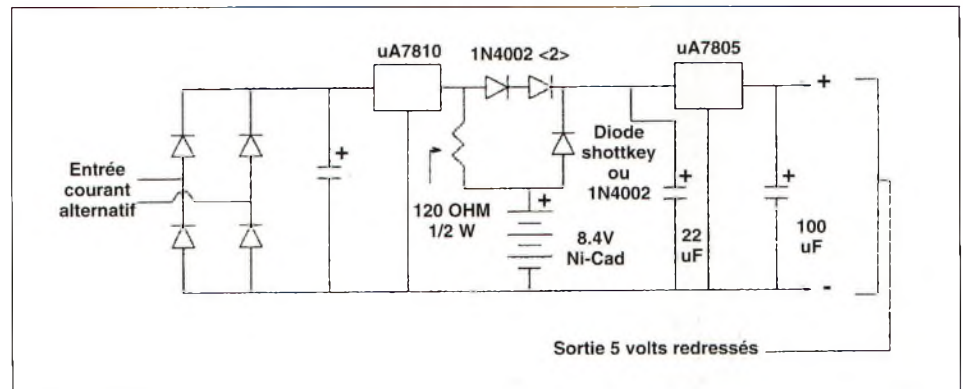 uA7810
1N4002 <2>
uA7805
+
+
Entrée
courant
alternatif
Diode
shottkey
ou
1N4002
+
+
+
120 OHM
1/2 W
8.4V
Ni-Cad
22
uF
100
uF
-
Sortie 5 volts redressés